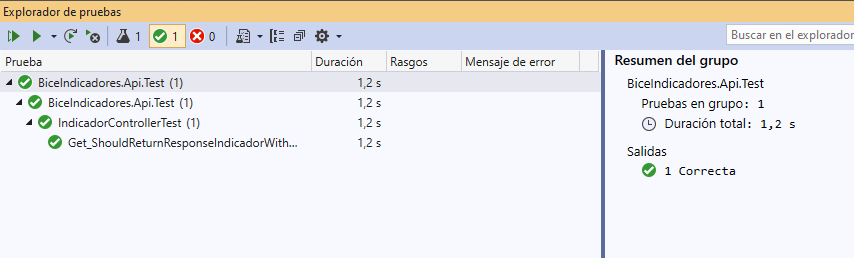 Explorador de pruebas
1 1 0
Buscar en el explorador
Prueba Duración Rasgos Mensaje de error
BiceIndicadores.Api.Test (1) 1,2 s
BiceIndicadores.Api.Test (1) 1,2 s
IndicadorControllerTest (1) 1,2 s
Get_ShouldReturnResponseIndicadorWith... 1,2 s
Resumen del grupo
BiceIndicadores.Api.Test
Pruebas en grupo: 1
Duración total: 1,2 s
Salidas
1 Correcta